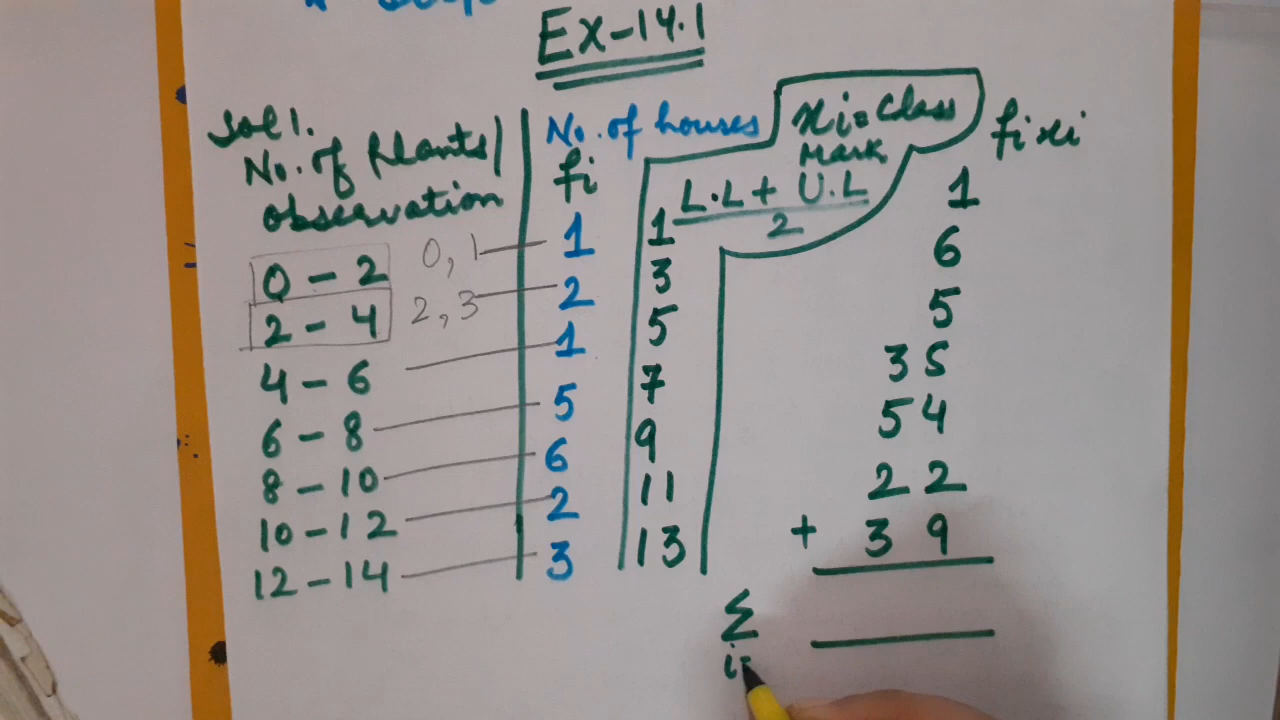 Ex-14.1
Sol 1.
No. of Plants/
observation
No. of houses
fi
xi = Class
Mark
L.L + U.L
2
fixi
0 - 2 0, 1 1 1 1
2 - 4 2, 3 2 3 6
4 - 6 1 5 5
6 - 8 5 7 35
8 - 10 6 9 54
10 - 12 2 11 22
12 - 14 3 13 + 39
Σ
i=